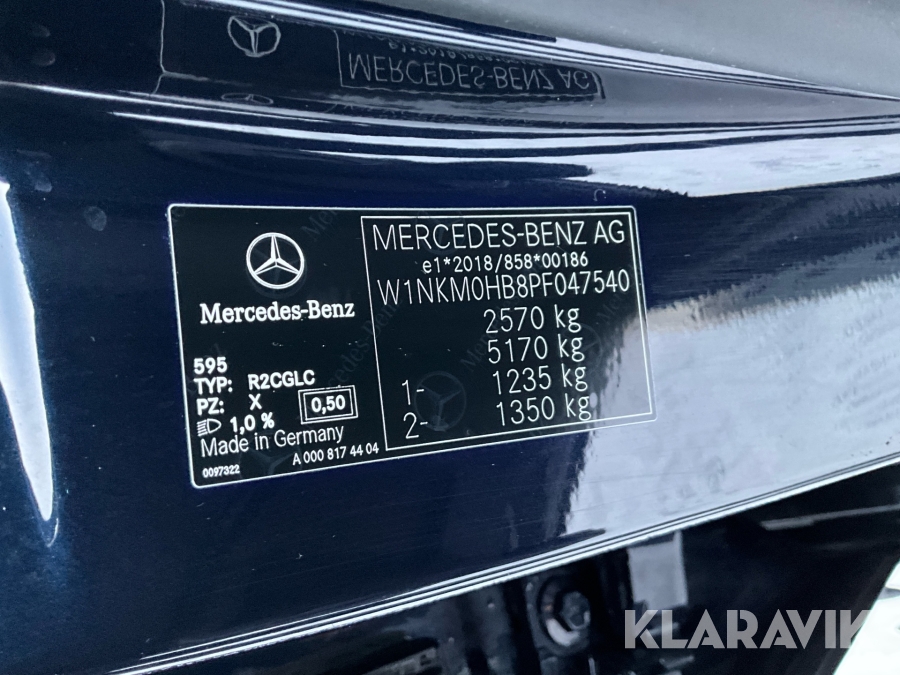 MERCEDES-BENZ AG
Mercedes-Benz
595
TYP: R2CGLC
PZ: X
0,50
1,0 %
Made in Germany
0097322
A 000 817 44 04
MERCEDES-BENZ AG
e1*2018/858*00186
W1NKM0HB8PF047540
2570 kg
5170 kg
1- 1235 kg
2- 1350 kg
KLARAVIK